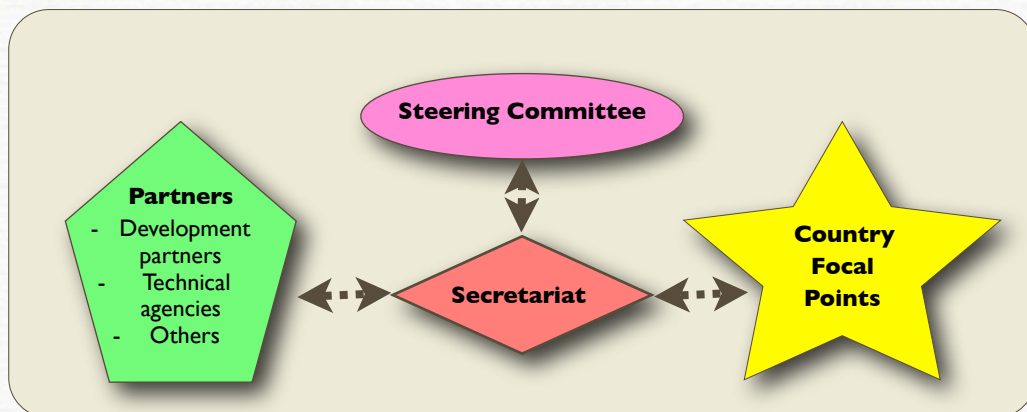 Steering Committee
Partners
- Development
partners
- Technical
agencies
- Others
Secretariat
Country
Focal
Points